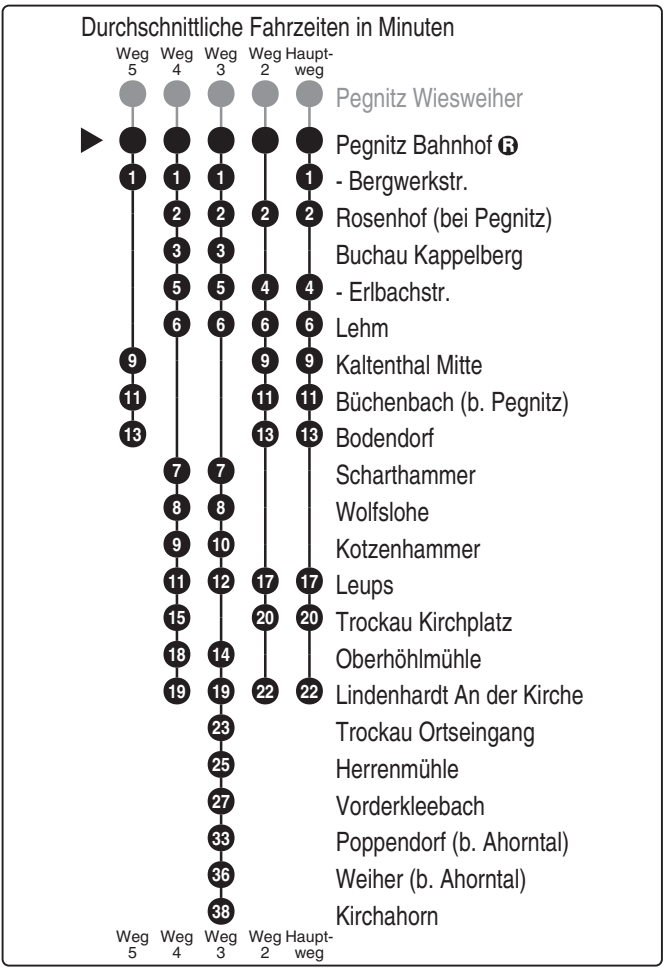 Durchschnittliche Fahrzeiten in Minuten
Weg 5 Weg 4 Weg 3 Weg 2 Haupt-weg
Pegnitz Wiesweiher
Pegnitz Bahnhof R
1 1 1 1 - Bergwerkstr.
2 2 2 2 Rosenhof (bei Pegnitz)
3 3 Buchau Kappelberg
5 5 4 4 - Erlbachstr.
6 6 6 6 Lehm
9 9 9 Kaltenthal Mitte
11 11 11 Büchenbach (b. Pegnitz)
13 13 13 Bodendorf
7 7 Scharthammer
8 8 Wolfslohe
9 10 Kotzenhammer
11 12 17 17 Leups
15 20 20 Trockau Kirchplatz
18 14 Oberhöhlmühle
19 19 22 22 Lindenhardt An der Kirche
23 Trockau Ortseingang
25 Herrenmühle
27 Vorderkleebach
33 Poppendorf (b. Ahorntal)
36 Weiher (b. Ahorntal)
38 Kirchahorn
Weg 5 Weg 4 Weg 3 Weg 2 Haupt-weg